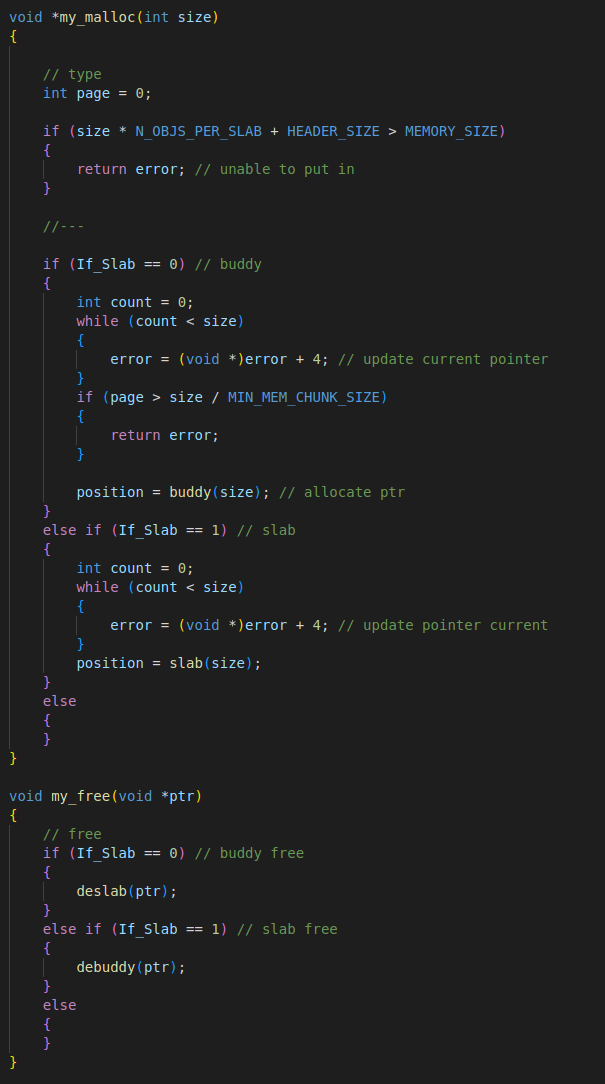 void *my_malloc(int size)
{
// type
int page = 0;
if (size * N_OBJS_PER_SLAB + HEADER_SIZE > MEMORY_SIZE)
{
return error; // unable to put in
}
//---
if (If_Slab == 0) // buddy
{
int count = 0;
while (count < size)
{
error = (void *)error + 4; // update current pointer
}
if (page > size / MIN_MEM_CHUNK_SIZE)
{
return error;
}
position = buddy(size); // allocate ptr
}
else if (If_Slab == 1) // slab
{
int count = 0;
while (count < size)
{
error = (void *)error + 4; // update pointer current
}
position = slab(size);
}
else
{
}
}
void my_free(void *ptr)
{
// free
if (If_Slab == 0) // buddy free
{
deslab(ptr);
}
else if (If_Slab == 1) // slab free
{
debuddy(ptr);
}
else
{
}
}